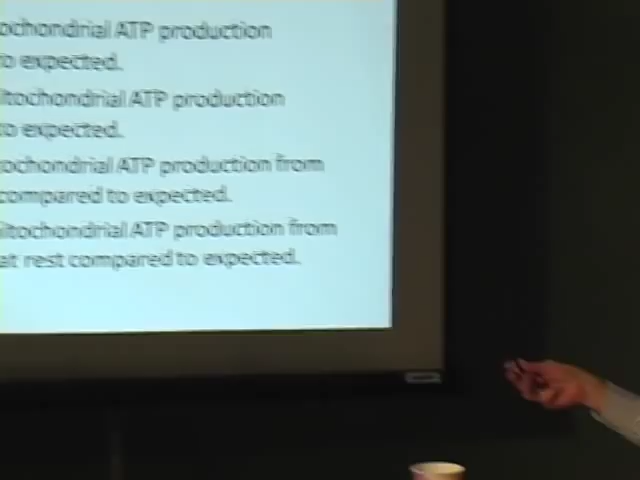 ochondrial ATP production
to expected.
itochondrial ATP production
to expected.
ochondrial ATP production from
compared to expected.
itochondrial ATP production from
at rest compared to expected.